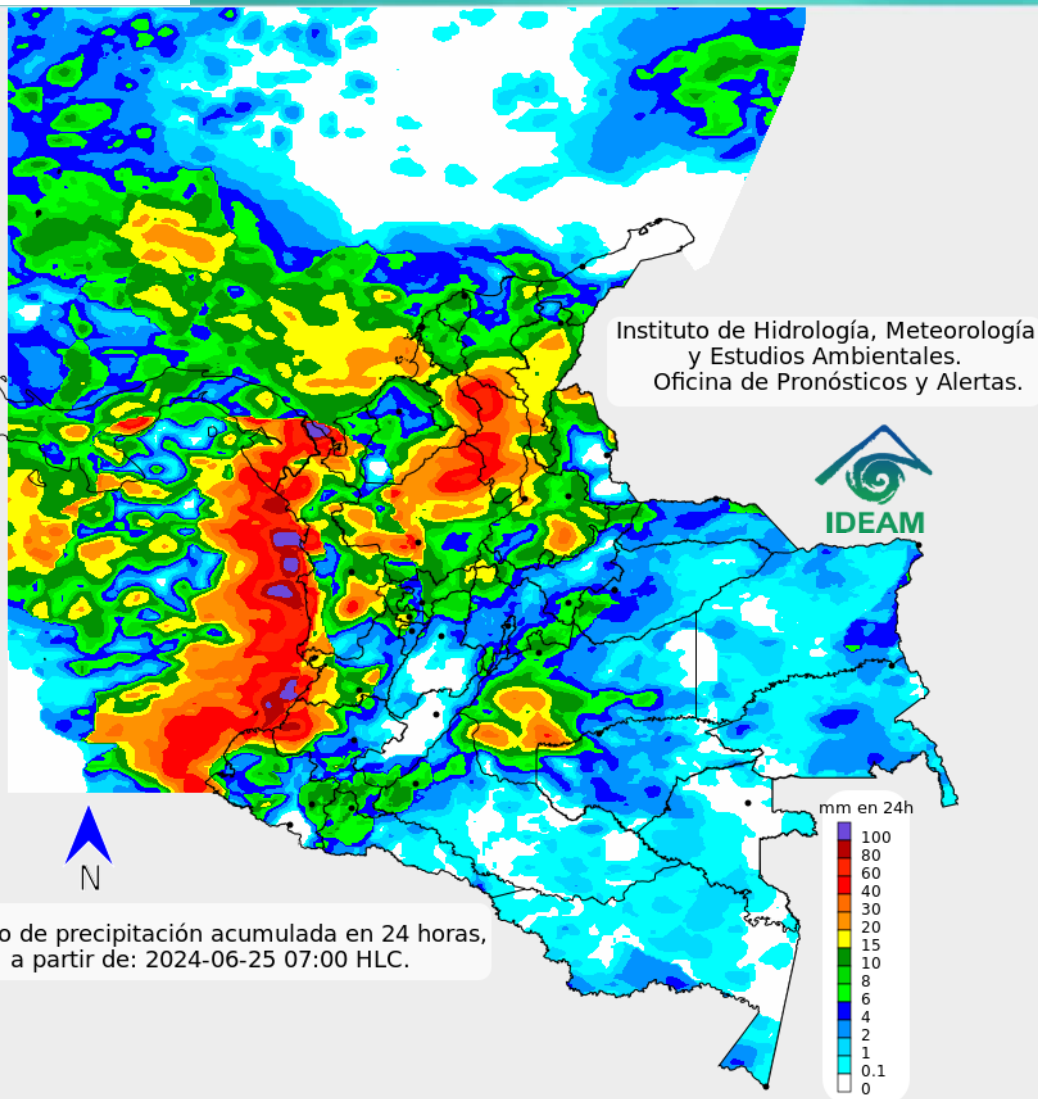 Instituto de Hidrología, Meteorología
y Estudios Ambientales.
Oficina de Pronósticos y Alertas.
IDEAM
mm en 24h
100
80
60
40
30
20
15
10
8
6
4
2
1
0.1
0
N
o de precipitación acumulada en 24 horas,
a partir de: 2024-06-25 07:00 HLC.